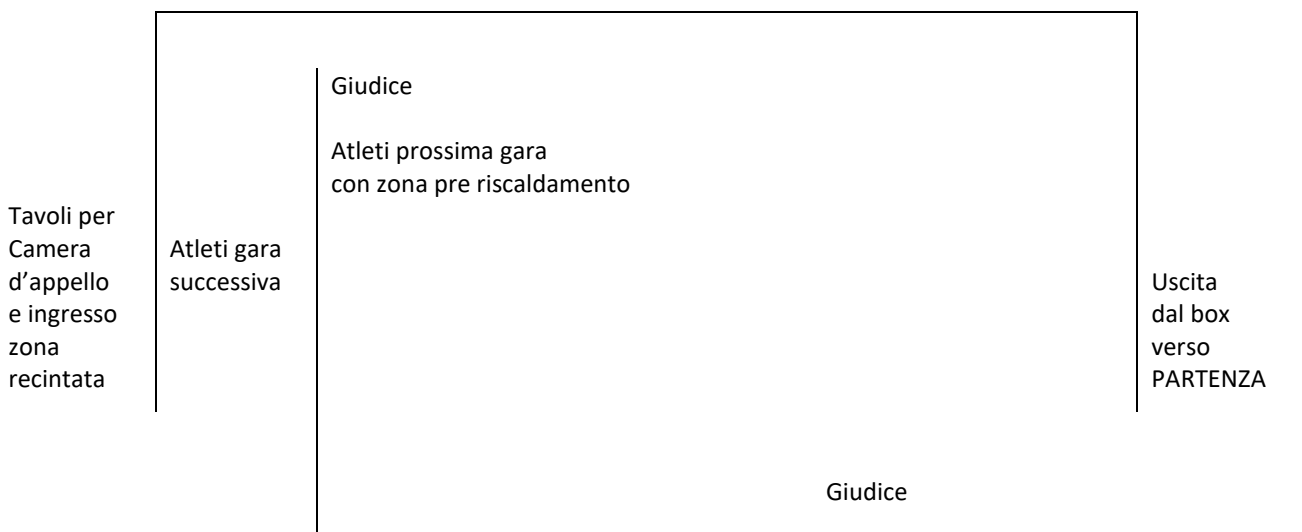 Giudice
Atleti prossima gara
con zona pre riscaldamento
Tavoli per
Camera
d’appello
e ingresso
zona
recintata
Atleti gara
successiva
Uscita
dal box
verso
PARTENZA
Giudice